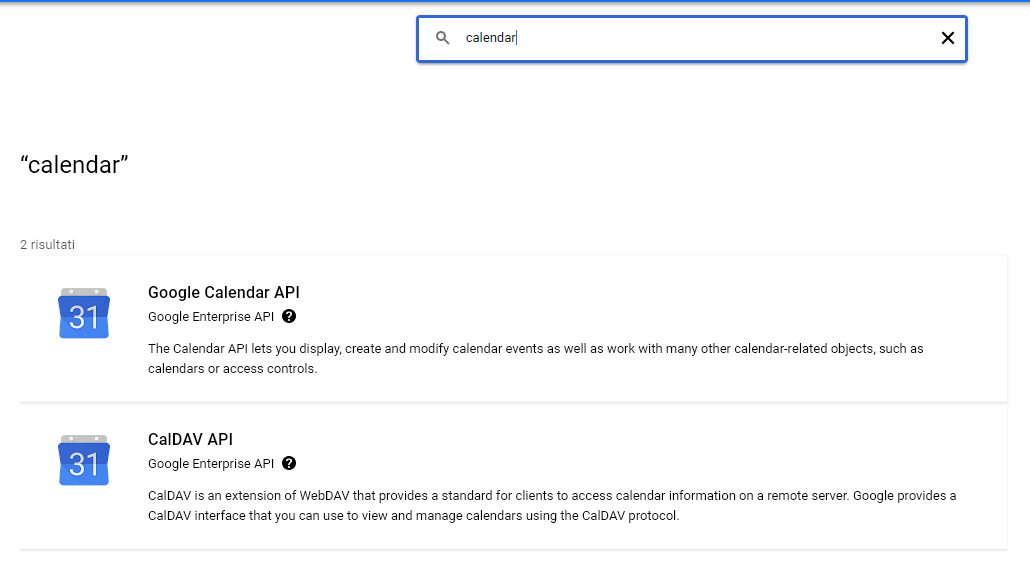 calendar
“calendar”
2 risultati
31
Google Calendar API
Google Enterprise API ?
The Calendar API lets you display, create and modify calendar events as well as work with many other calendar-related objects, such as
calendars or access controls.
31
CalDAV API
Google Enterprise API ?
CalDAV is an extension of WebDAV that provides a standard for clients to access calendar information on a remote server. Google provides a
CalDAV interface that you can use to view and manage calendars using the CalDAV protocol.